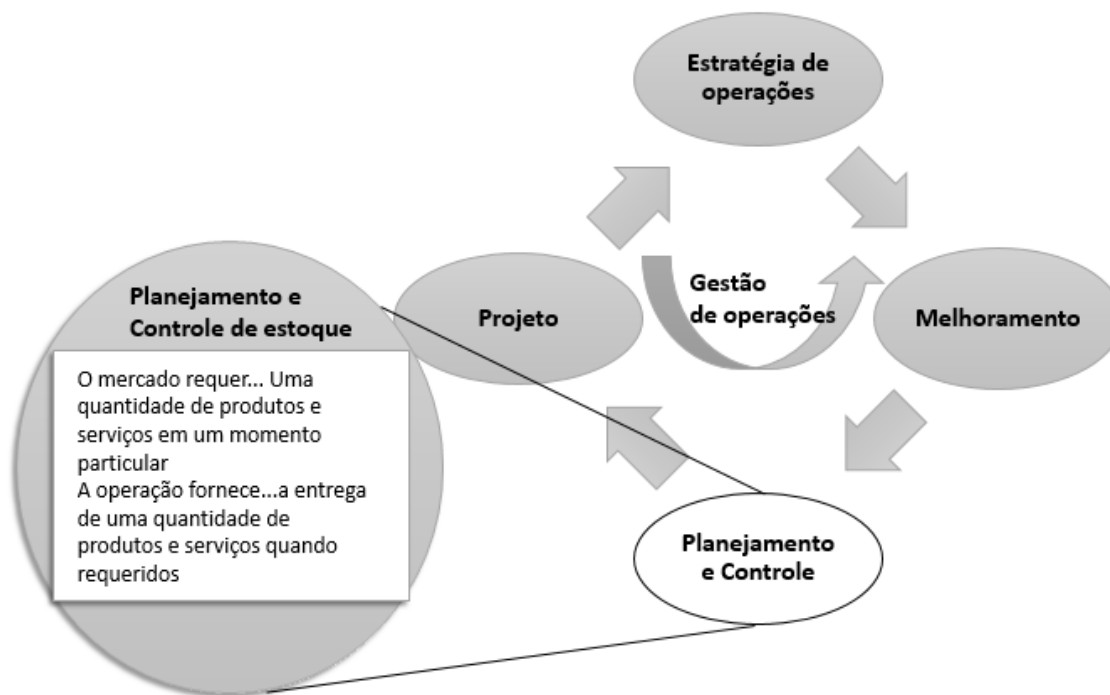 Estratégia de
operações
Planejamento e
Controle de estoque
Projeto
Gestão
de operações
Melhoramento
O mercado requer... Uma
quantidade de produtos e
serviços em um momento
particular
A operação fornece...a entrega
de uma quantidade de
produtos e serviços quando
requeridos
Planejamento
e Controle